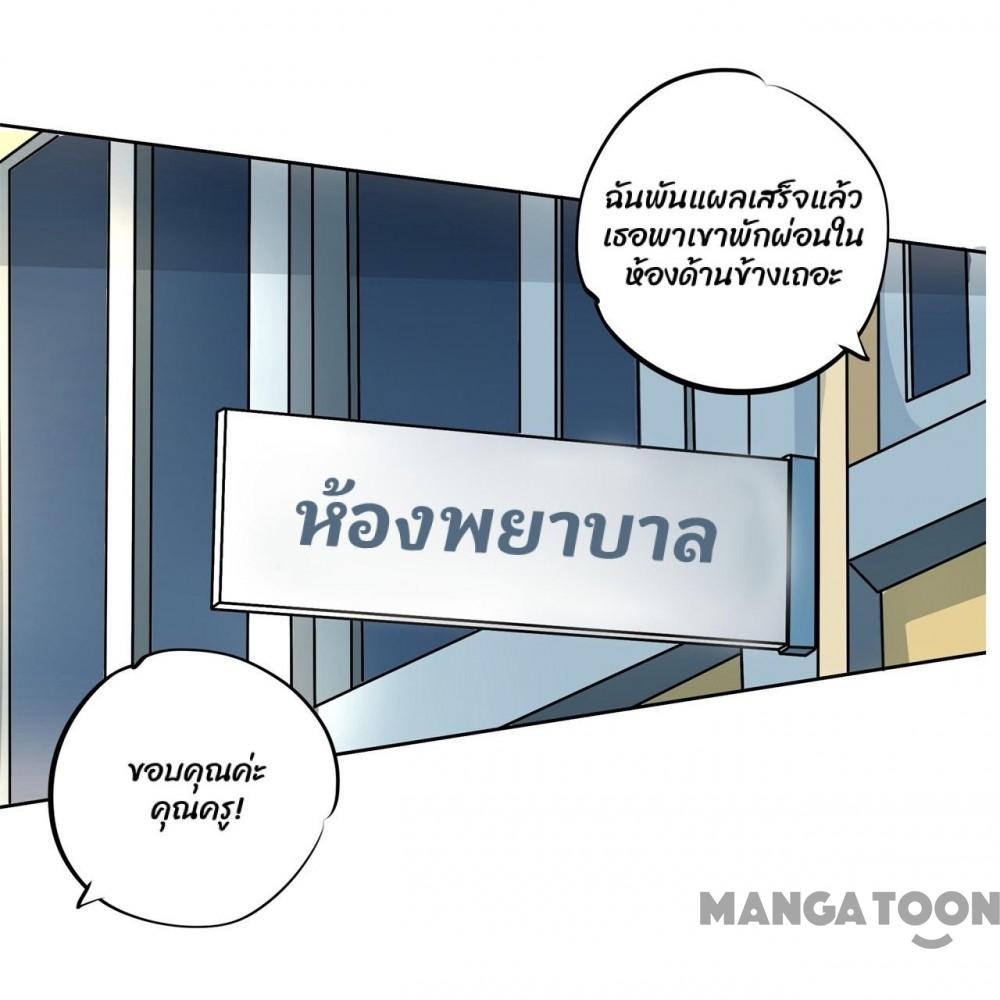 ฉันพันแผลเสร็จแล้ว
เธอพาเขาพักผ่อนใน
ห้องด้านข้างเถอะ
ห้องพยาบาล
ขอบคุณค่ะ
คุณครู!
MANGATOON